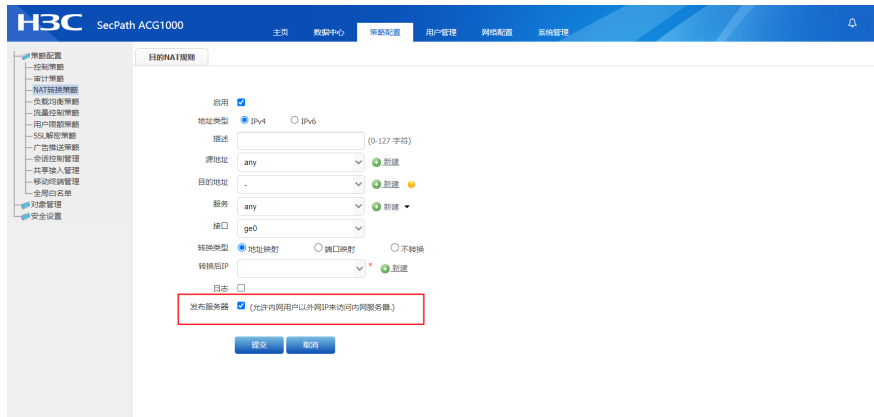 H3C SecPath ACG1000
主页 数据中心 策略配置 用户管理 网络配置 系统管理
策略配置
控制策略
审计策略
NAT转换策略
负载均衡策略
流量控制策略
用户限额策略
SSL解密策略
广告推送策略
会话控制管理
共享接入管理
移动终端管理
全局白名单
对象管理
安全设置
目的NAT规则
启用
地址类型 IPv4 IPv6
描述 (0-127 字符)
源地址 any 新建
目的地址 - 新建
服务 any 新建
接口 ge0
转换类型 地址映射 端口映射 不转换
转换后IP * 新建
日志
发布服务器 (允许内网用户以外网IP来访问内网服务器.)
提交 取消